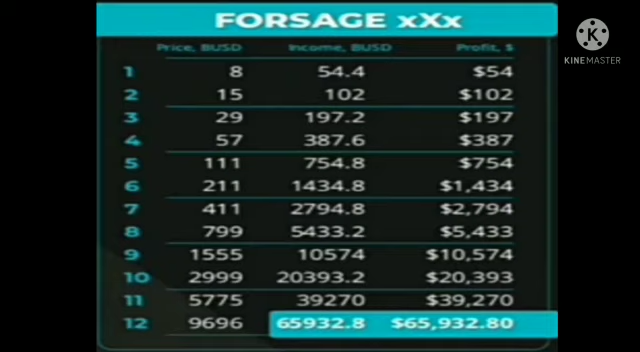 FORSAGE xXx
KINEMASTER
Price, BUSD Income, BUSD Profit, $
1 8 54.4 $54
2 15 102 $102
3 29 197.2 $197
4 57 387.6 $387
5 111 754.8 $754
6 211 1434.8 $1,434
7 411 2794.8 $2,794
8 799 5433.2 $5,433
9 1555 10574 $10,574
10 2999 20393.2 $20,393
11 5775 39270 $39,270
12 9696 65932.8 $65,932.80